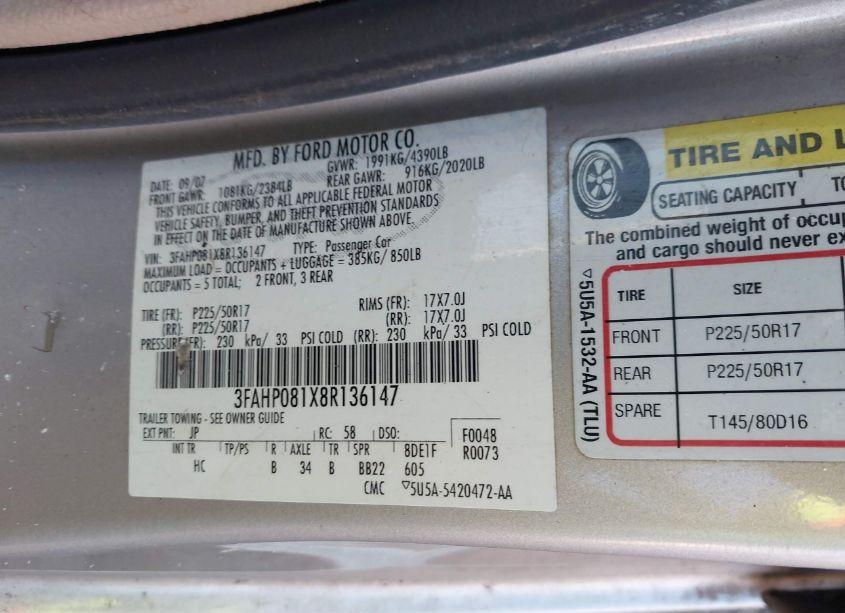 MFD. BY FORD MOTOR CO.
DATE: 09/07 GVWR: 1991KG/4390LB
FRONT GAWR: 1081KG/2384LB REAR GAWR: 916KG/2020LB
THIS VEHICLE CONFORMS TO ALL APPLICABLE FEDERAL MOTOR
VEHICLE SAFETY, BUMPER, AND THEFT PREVENTION STANDARDS
IN EFFECT ON THE DATE OF MANUFACTURE SHOWN ABOVE.
VIN: 3FAHP081X8R136147 TYPE: Passenger Car
MAXIMUM LOAD = OCCUPANTS + LUGGAGE = 385KG/ 850LB
OCCUPANTS = 5 TOTAL; 2 FRONT, 3 REAR
TIRE (FR): P225/50R17 RIMS (FR): 17X7.0J
(RR): P225/50R17 (RR): 17X7.0J
PRESSURE(FR): 230 kPa/ 33 PSI COLD (RR): 230 kPa/ 33 PSI COLD
3FAHP081X8R136147
TRAILER TOWING - SEE OWNER GUIDE
EXT PNT: JP RC: 58 DSO: F0048
INT TR TP/PS R AXLE TR SPR 8DE1F R0073
HC B 34 B BB22 605
CMC ▽5U5A-5420472-AA
TIRE AND L
SEATING CAPACITY TO
The combined weight of occup
and cargo should never ex
TIRE SIZE
FRONT P225/50R17
REAR P225/50R17
SPARE T145/80D16
▽5U5A-1532-AA (TLU)